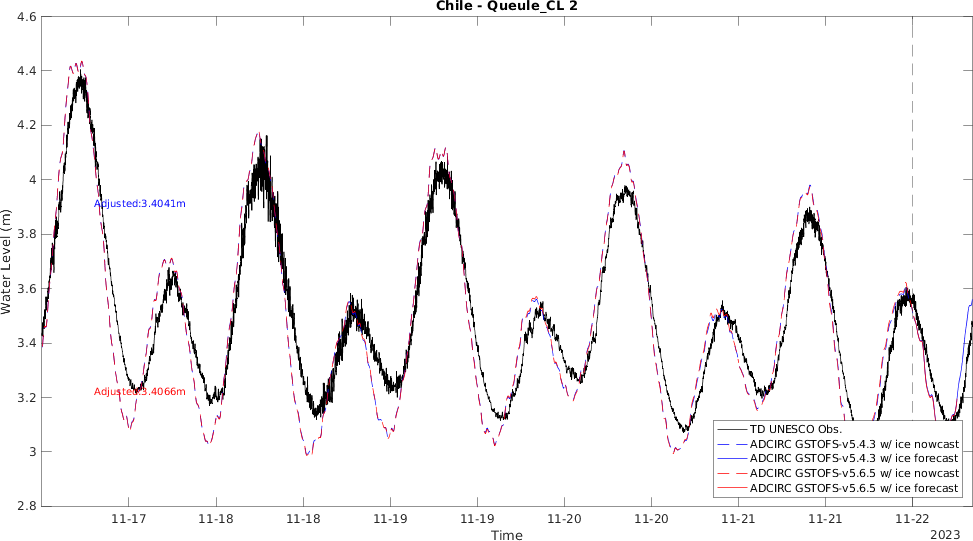 Chile - Queule_CL 2
4.6
4.4
4.2
4
3.8
3.6
3.4
3.2
3
2.8
Water Level (m)
Adjusted:3.4041m
Adjusted:3.4066m
TD UNESCO Obs.
ADCIRC GSTOFS-v5.4.3 w/ ice nowcast
ADCIRC GSTOFS-v5.4.3 w/ ice forecast
ADCIRC GSTOFS-v5.6.5 w/ ice nowcast
ADCIRC GSTOFS-v5.6.5 w/ ice forecast
11-17 11-18 11-18 11-19 11-19 11-20 11-20 11-21 11-21 11-22
Time
2023